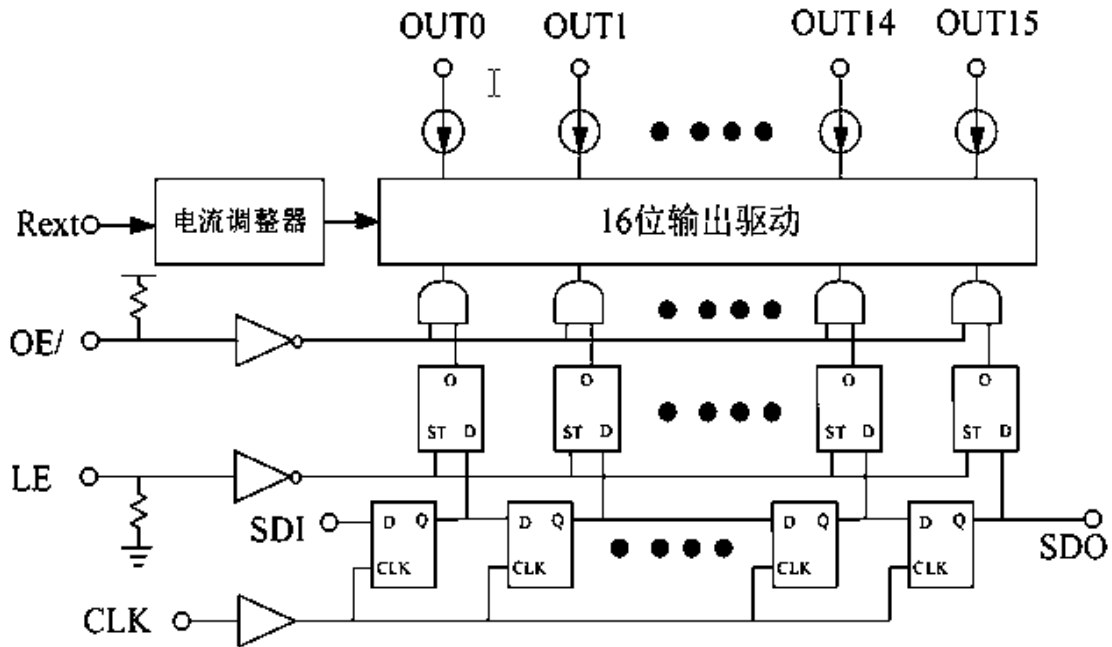 OUT0 OUT1 OUT14 OUT15
Rext 电流调整器 16位输出驱动
OE/
O O O O
ST D ST D ST D ST D
LE
SDI D Q D Q D Q D Q SDO
CLK CLK CLK CLK
CLK